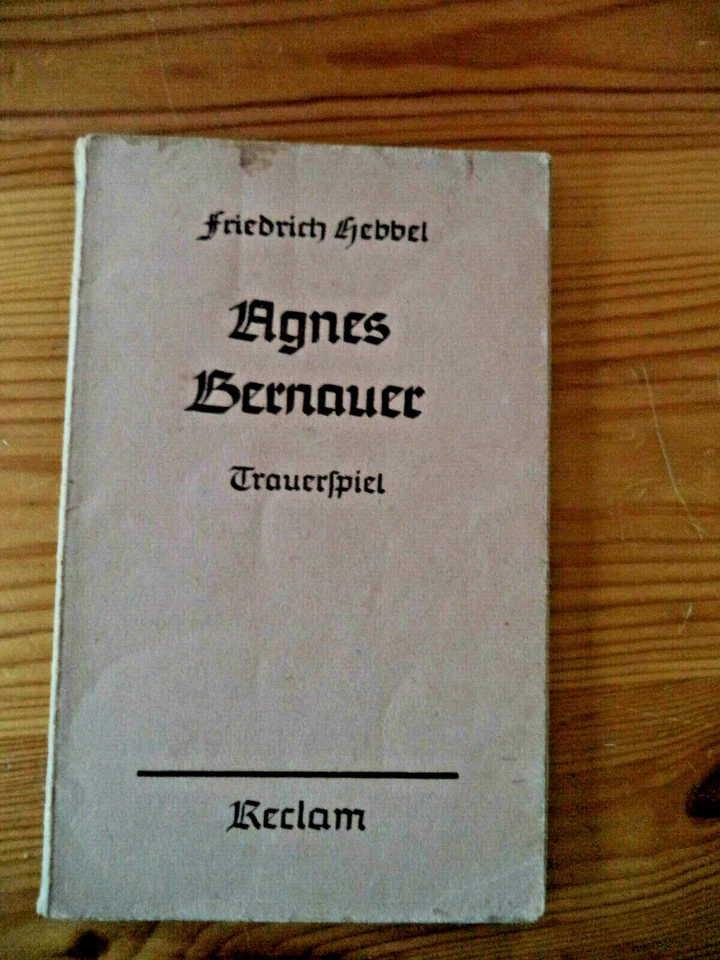 Friedrich Hebbel
Agnes
Bernauer
Trauerſpiel
Reclam